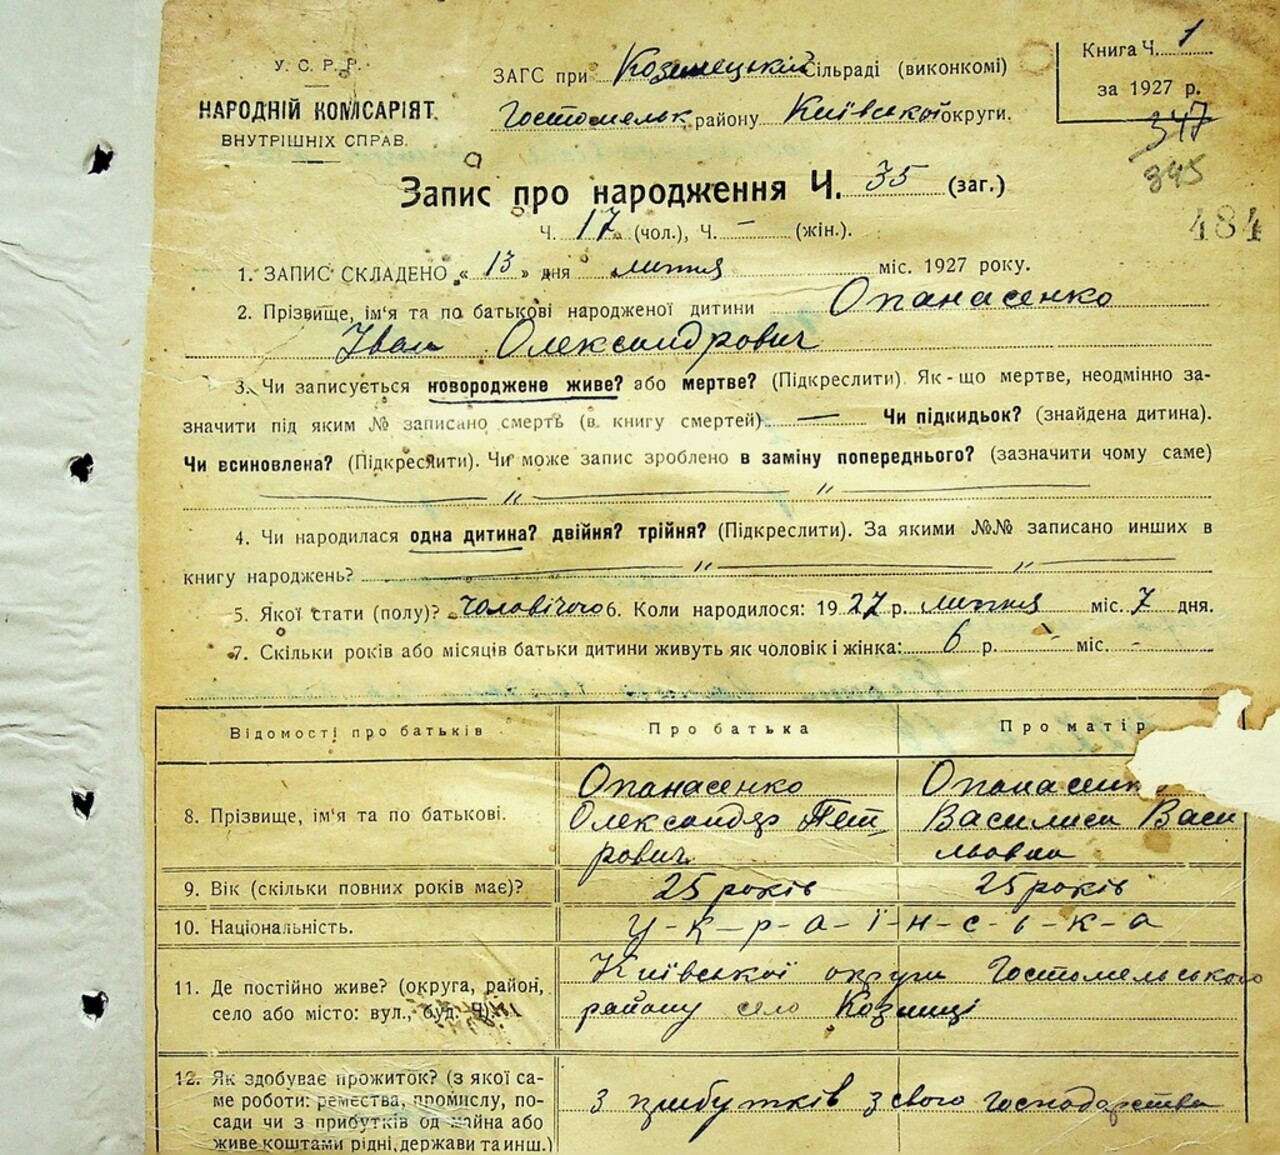 У. С. Р. Р.
НАРОДНІЙ КОМІСАРІЯТ
ВНУТРІШНІХ СПРАВ.
ЗАГС при Козинецькій сільраді (виконкомі)
Гостомельск. району Київської округи.
Книга Ч. 1
за 1927 р.
347
345
484
Запис про народження Ч. 35 (заг.)
Ч. 17 (чол.), Ч. – (жін.).
1. ЗАПИС СКЛАДЕНО « 13 » дня липня міс. 1927 року.
2. Прізвище, ім'я та по батькові народженої дитини Опанасенко
Іван Олександрович
3. Чи записується новороджене живе? або мертве? (Підкреслити). Як-що мертве, неодмінно за-
значити під яким № записано смерть (в книгу смертей) — Чи підкидьок? (знайдена дитина).
Чи всиновлена? (Підкреслити). Чи може запис зроблено в заміну попереднього? (зазначити чому саме)
— „ — „ —
4. Чи народилася одна дитина? двійня? трійня? (Підкреслити). За якими №№ записано инших в
книгу народжень? — „ — „ —
5. Якої стати (полу)? чоловічого 6. Коли народилося: 1927 р. липня міс. 7 дня.
7. Скільки років або місяців батьки дитини живуть як чоловік і жінка: 6 р. - міс. -
Відомості про батьків Про батька Про матір
8. Прізвище, ім'я та по батькові.
Опанасенко
Олександр Пет
рович
Опанасенк
Василиса Васи
льовна
9. Вік (скільки повних років має)? 25 років 25 років
10. Національність. У-к-р-а-ї-н-с-ь-к-а
11. Де постійно живе? (округа, район,
село або місто: вул., буд. Ч).
Київської округи Гостомельського
району село Козинці
12. Як здобуває прожиток? (з якої са-
ме роботи: ремества, промислу, по-
сади чи з прибутків од майна або
живе коштами рідні, держави та инш.)
з прибутків з свого господарства